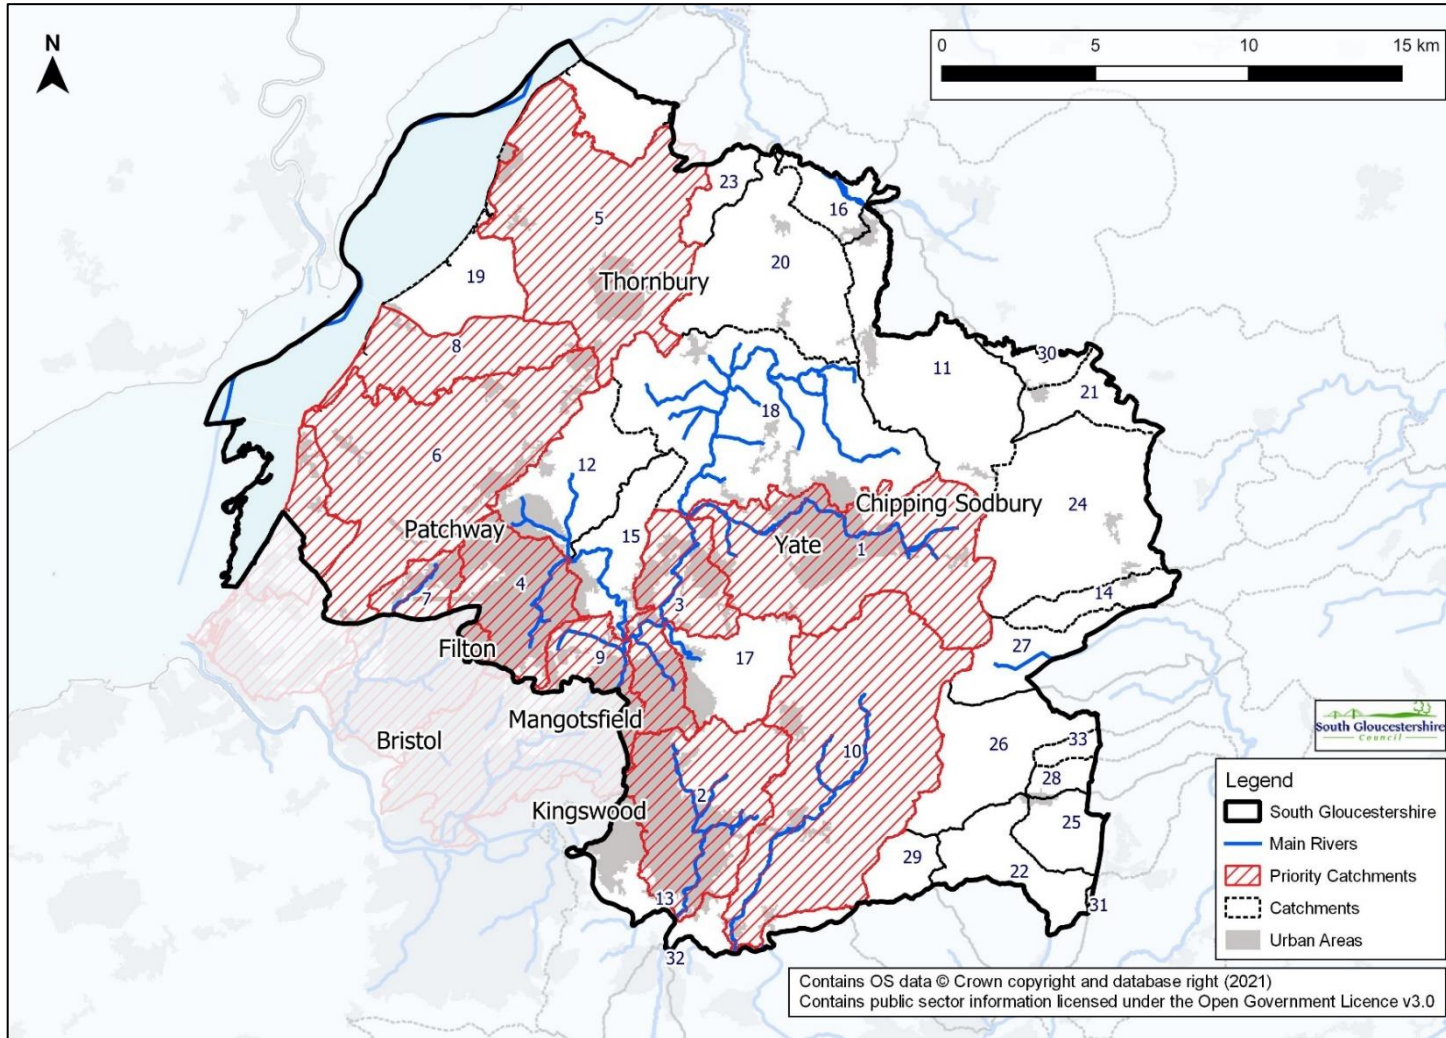 N
0 5 10 15 km
23
16
5
20
Thornbury
19
8
30
11
21
18
6
12
Chipping Sodbury
24
Patchway
15
Yate
1
4
14
7
3
27
Filton
9
17
Mangotsfield
Bristol
10
26
33
28
2
Kingswood
25
29
22
13
31
32
South Gloucestershire
Council
Legend
South Gloucestershire
Main Rivers
Priority Catchments
Catchments
Urban Areas
Contains OS data © Crown copyright and database right (2021)
Contains public sector information licensed under the Open Government Licence v3.0